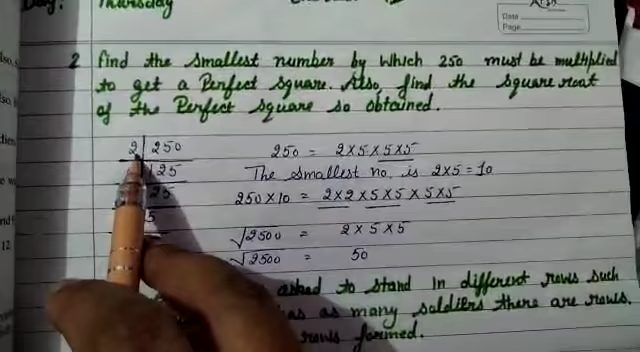 Day: Thursday
Date
Page
2 find the smallest number by which 250 must be multiplied
to get a Perfect square. Also, find the square root
of the Perfect square so obtained.
2 | 250
125
25
5
250 = 2×5×5×5
The smallest no. is 2×5=10
250×10 = 2×2×5×5×5×5
√2500 = 2×5×5
√2500 = 50
asked to stand in different rows such
as many soldiers there are rows.
rows formed.
12